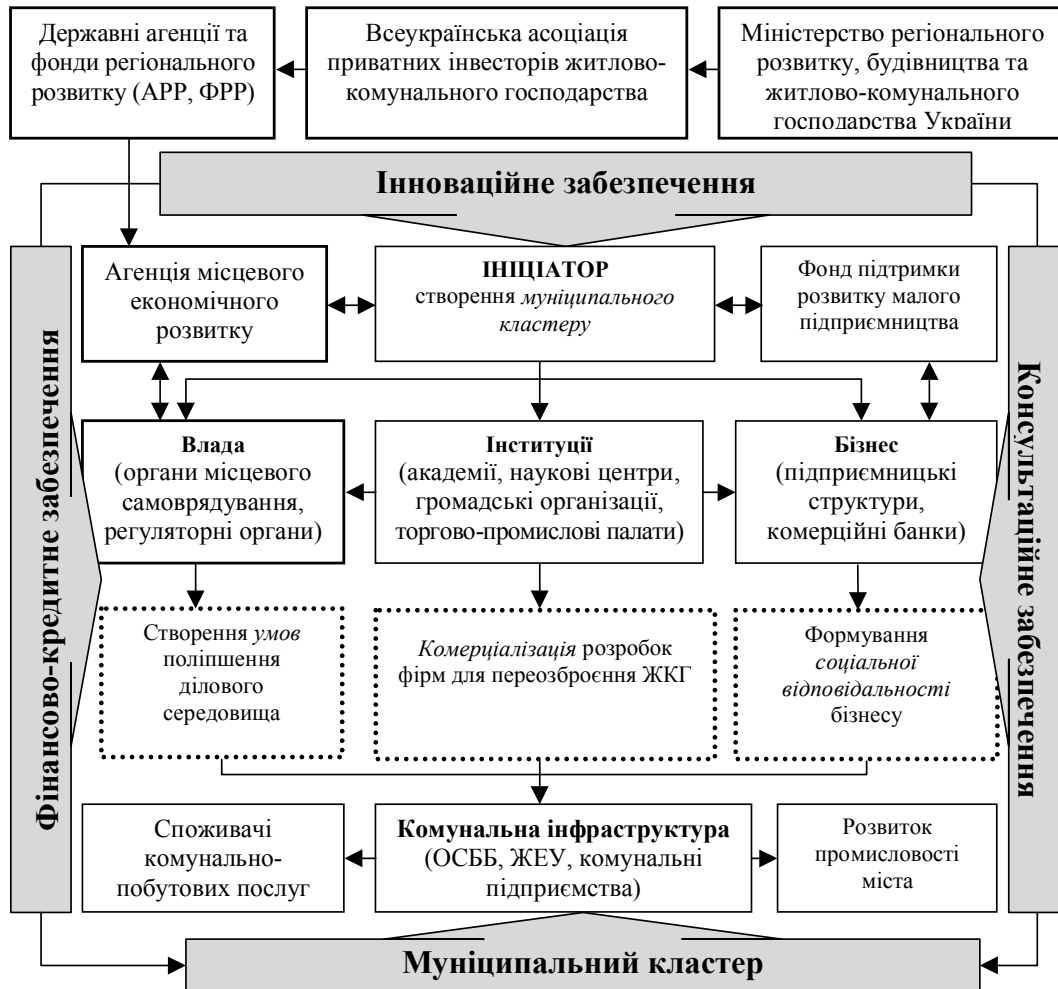 Державні агенції та
фонди регіонального
розвитку (АРР, ФРР)
Всеукраїнська асоціація
приватних інвесторів житлово-
комунального господарства
Міністерство регіонального
розвитку, будівництва та
житлово-комунального
господарства України
Інноваційне забезпечення
Фінансово-кредитне забезпечення
Агенція місцевого
економічного
розвитку
ІНІЦІАТОР
створення муніципального
кластеру
Фонд підтримки
розвитку малого
підприємництва
Консультаційне забезпечення
Влада
(органи місцевого
самоврядування,
регуляторні органи)
Інституції
(академії, наукові центри,
громадські організації,
торгово-промислові палати)
Бізнес
(підприємницькі
структури,
комерційні банки)
Створення умов
поліпшення
ділового
середовища
Комерціалізація розробок
фірм для переозброєння ЖКГ
Формування
соціальної
відповідальності
бізнесу
Споживачі
комунально-
побутових послуг
Комунальна інфраструктура
(ОСББ, ЖЕУ, комунальні
підприємства)
Розвиток
промисловості
міста
Муніципальний кластер